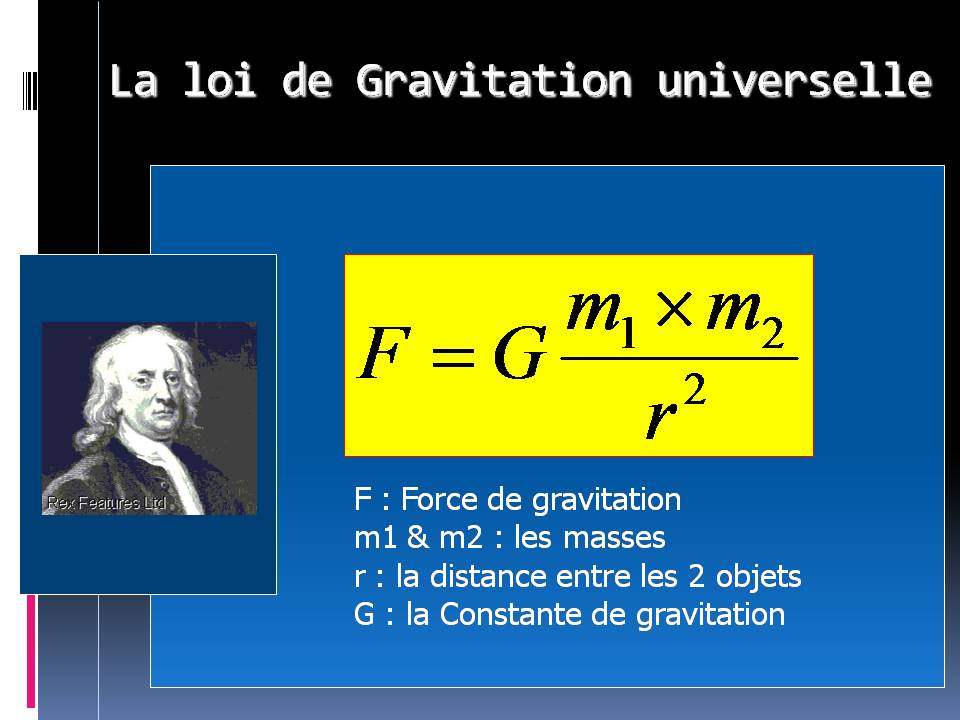 La loi de Gravitation universelle
F = G \frac{m_1 \times m_2}{r^2}
Rex Features Ltd
F : Force de gravitation
m1 & m2 : les masses
r : la distance entre les 2 objets
G : la Constante de gravitation